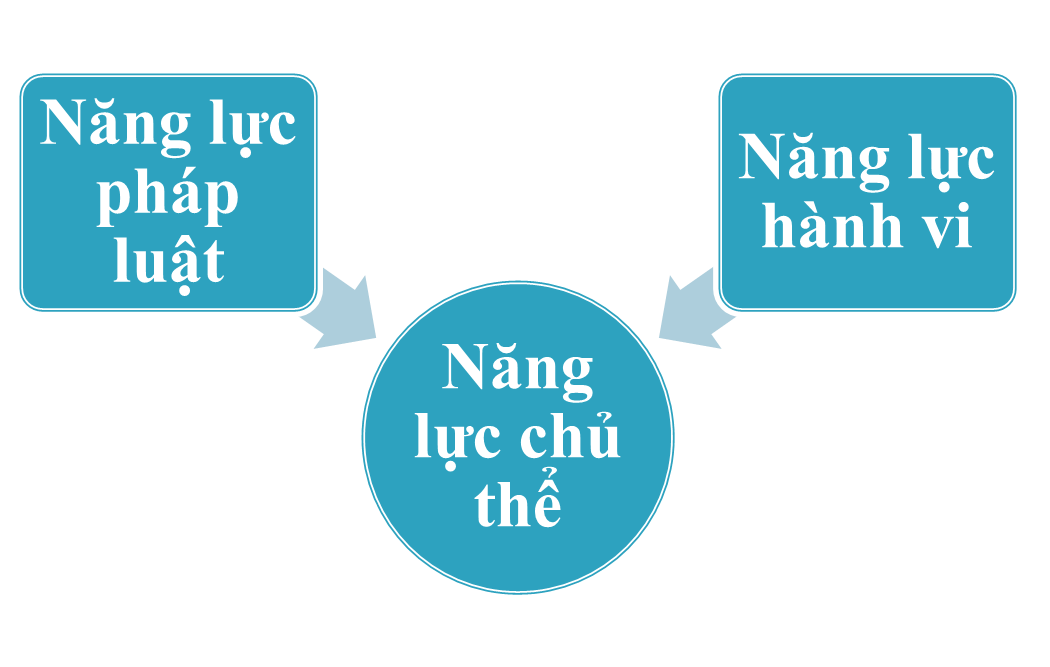 Năng lực
pháp
luật
Năng lực
hành vi
Năng
lực chủ
thể